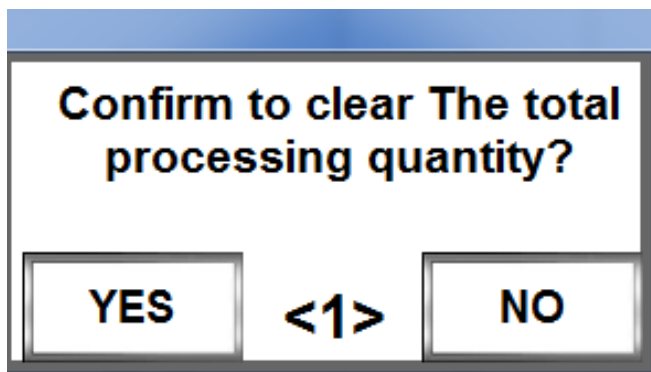 Confirm to clear The total
processing quantity?
YES <1> NO